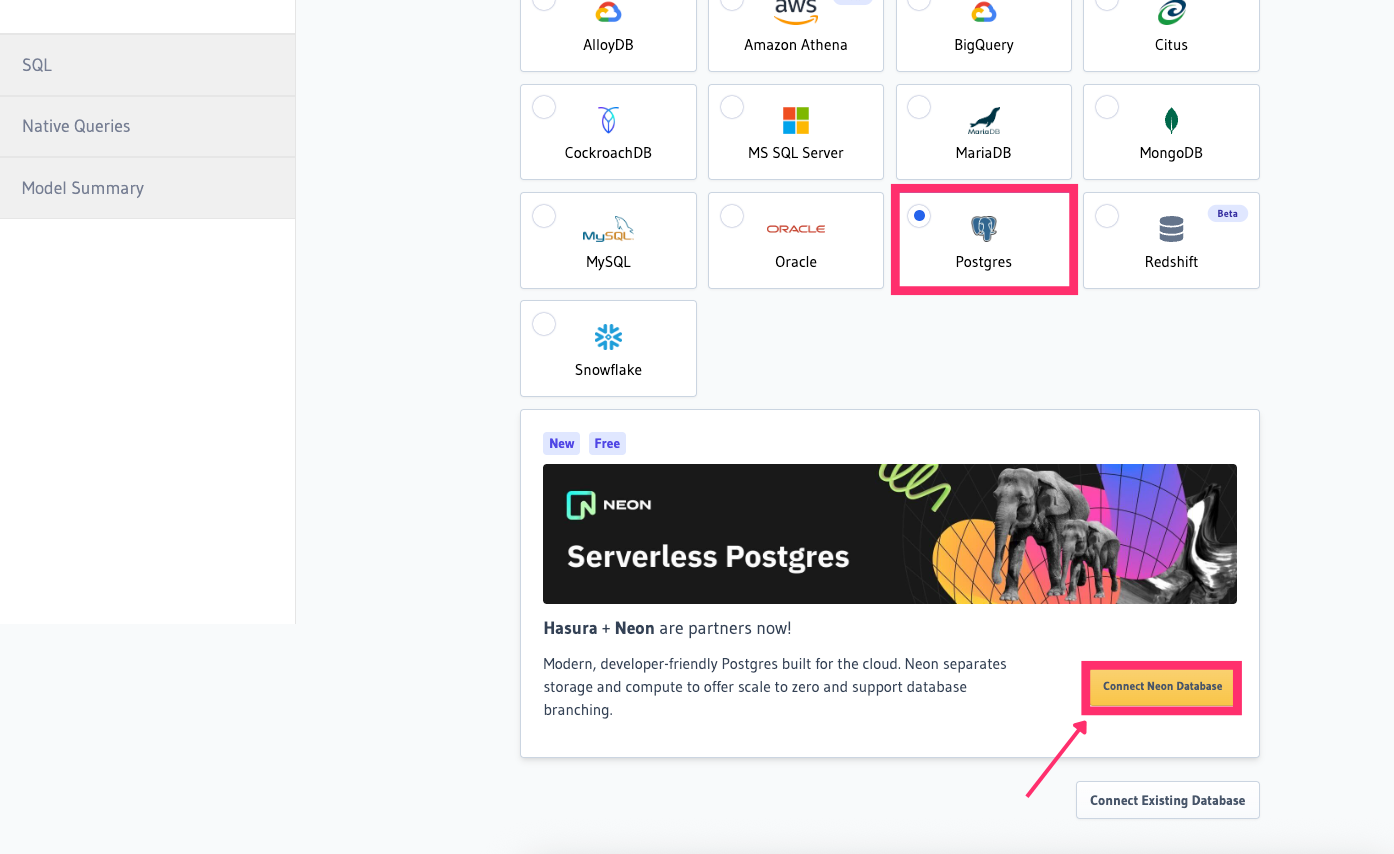 SQL
Native Queries
Model Summary
aws
AlloyDB
Amazon Athena
BigQuery
Citus
CockroachDB
MS SQL Server
MariaDB
MariaDB
MongoDB
MySQL
MySQL
ORACLE
Oracle
Postgres
Beta
Redshift
Snowflake
New Free
NEON
Serverless Postgres
Hasura + Neon are partners now!
Modern, developer-friendly Postgres built for the cloud. Neon separates
storage and compute to offer scale to zero and support database
branching.
Connect Neon Database
Connect Existing Database